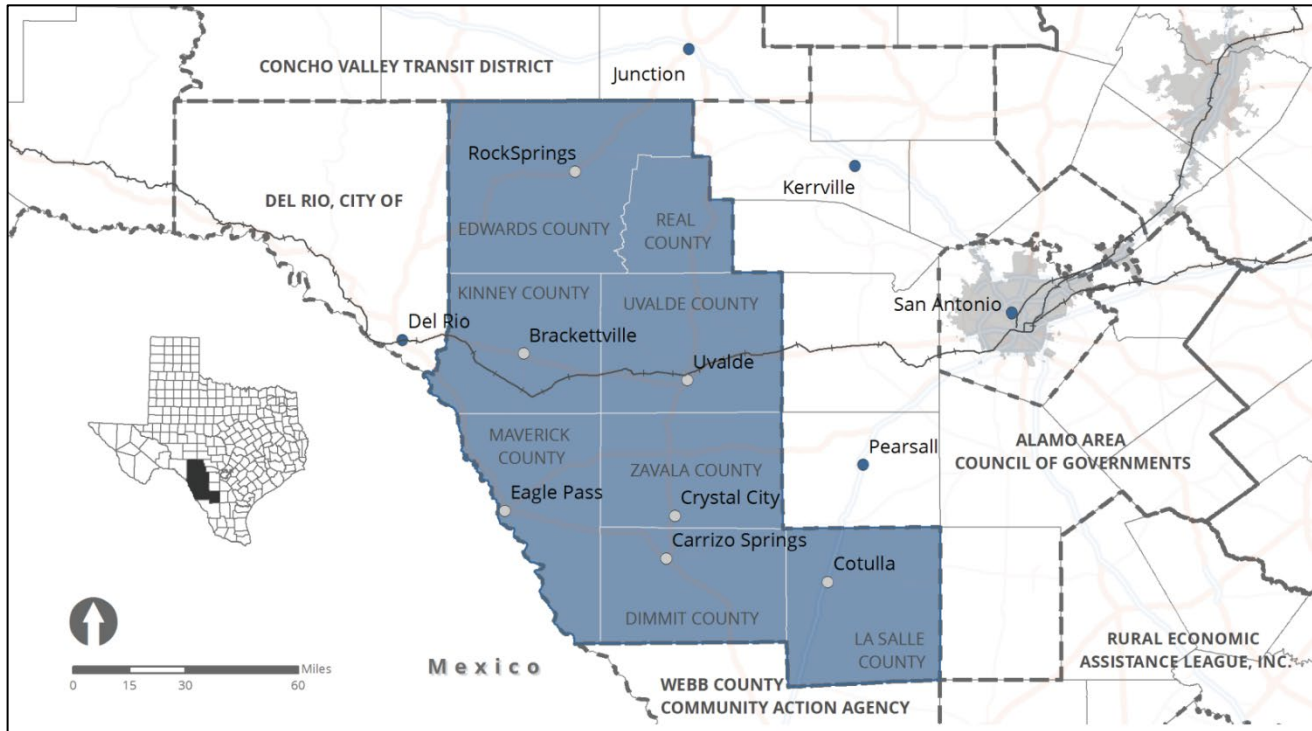 CONCHO VALLEY TRANSIT DISTRICT
Junction
RockSprings
Kerrville
DEL RIO, CITY OF
EDWARDS COUNTY
REAL
COUNTY
KINNEY COUNTY
UVALDE COUNTY
San Antonio
Del Rio
Brackettville
Uvalde
MAVERICK
COUNTY
Pearsall
ALAMO AREA
COUNCIL OF GOVERNMENTS
ZAVALA COUNTY
Eagle Pass
Crystal City
Carrizo Springs
Cotulla
DIMMIT COUNTY
LA SALLE
COUNTY
RURAL ECONOMIC
ASSISTANCE LEAGUE, INC.
Mexico
Miles
0 15 30 60
WEBB COUNTY
COMMUNITY ACTION AGENCY